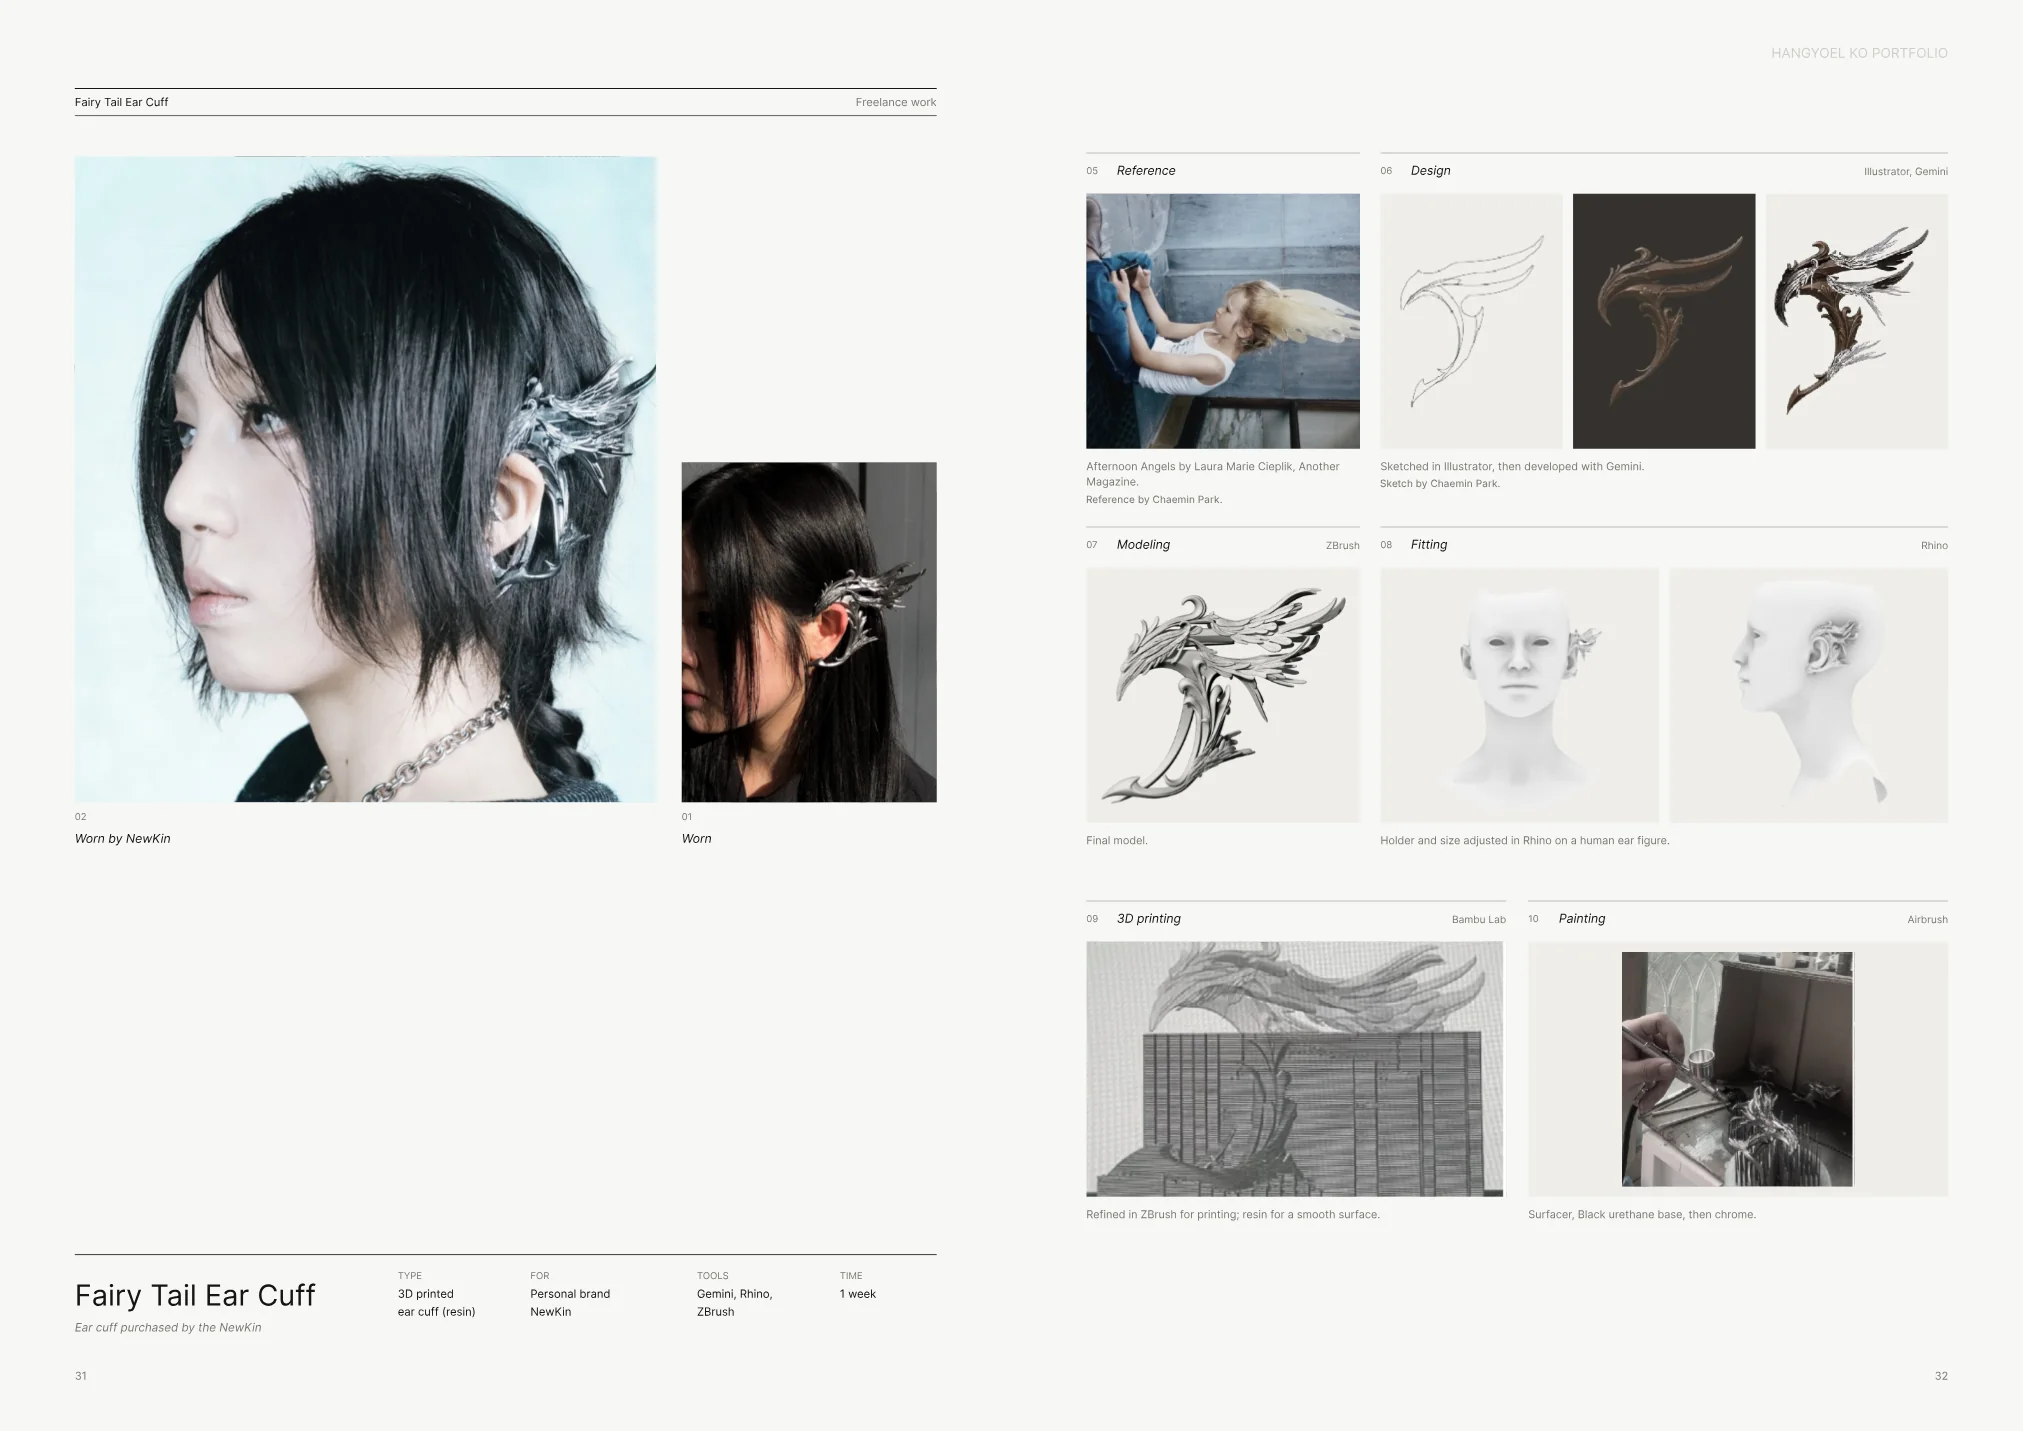 HANGYOEL KO PORTFOLIO
Fairy Tail Ear Cuff
Freelance work
02
Worn by NewKin
01
Worn
Fairy Tail Ear Cuff
Ear cuff purchased by the NewKin
TYPE
3D printed
ear cuff (resin)
FOR
Personal brand
NewKin
TOOLS
Gemini, Rhino,
ZBrush
TIME
1 week
31
05 Reference
Afternoon Angels by Laura Marie Cieplik, Another
Magazine.
Reference by Chaemin Park.
06 Design
Illustrator, Gemini
Sketched in Illustrator, then developed with Gemini.
Sketch by Chaemin Park.
07 Modeling
ZBrush
Final model.
08 Fitting
Rhino
Holder and size adjusted in Rhino on a human ear figure.
09 3D printing
Bambu Lab
Refined in ZBrush for printing; resin for a smooth surface.
10 Painting
Airbrush
Surfacer, Black urethane base, then chrome.
32